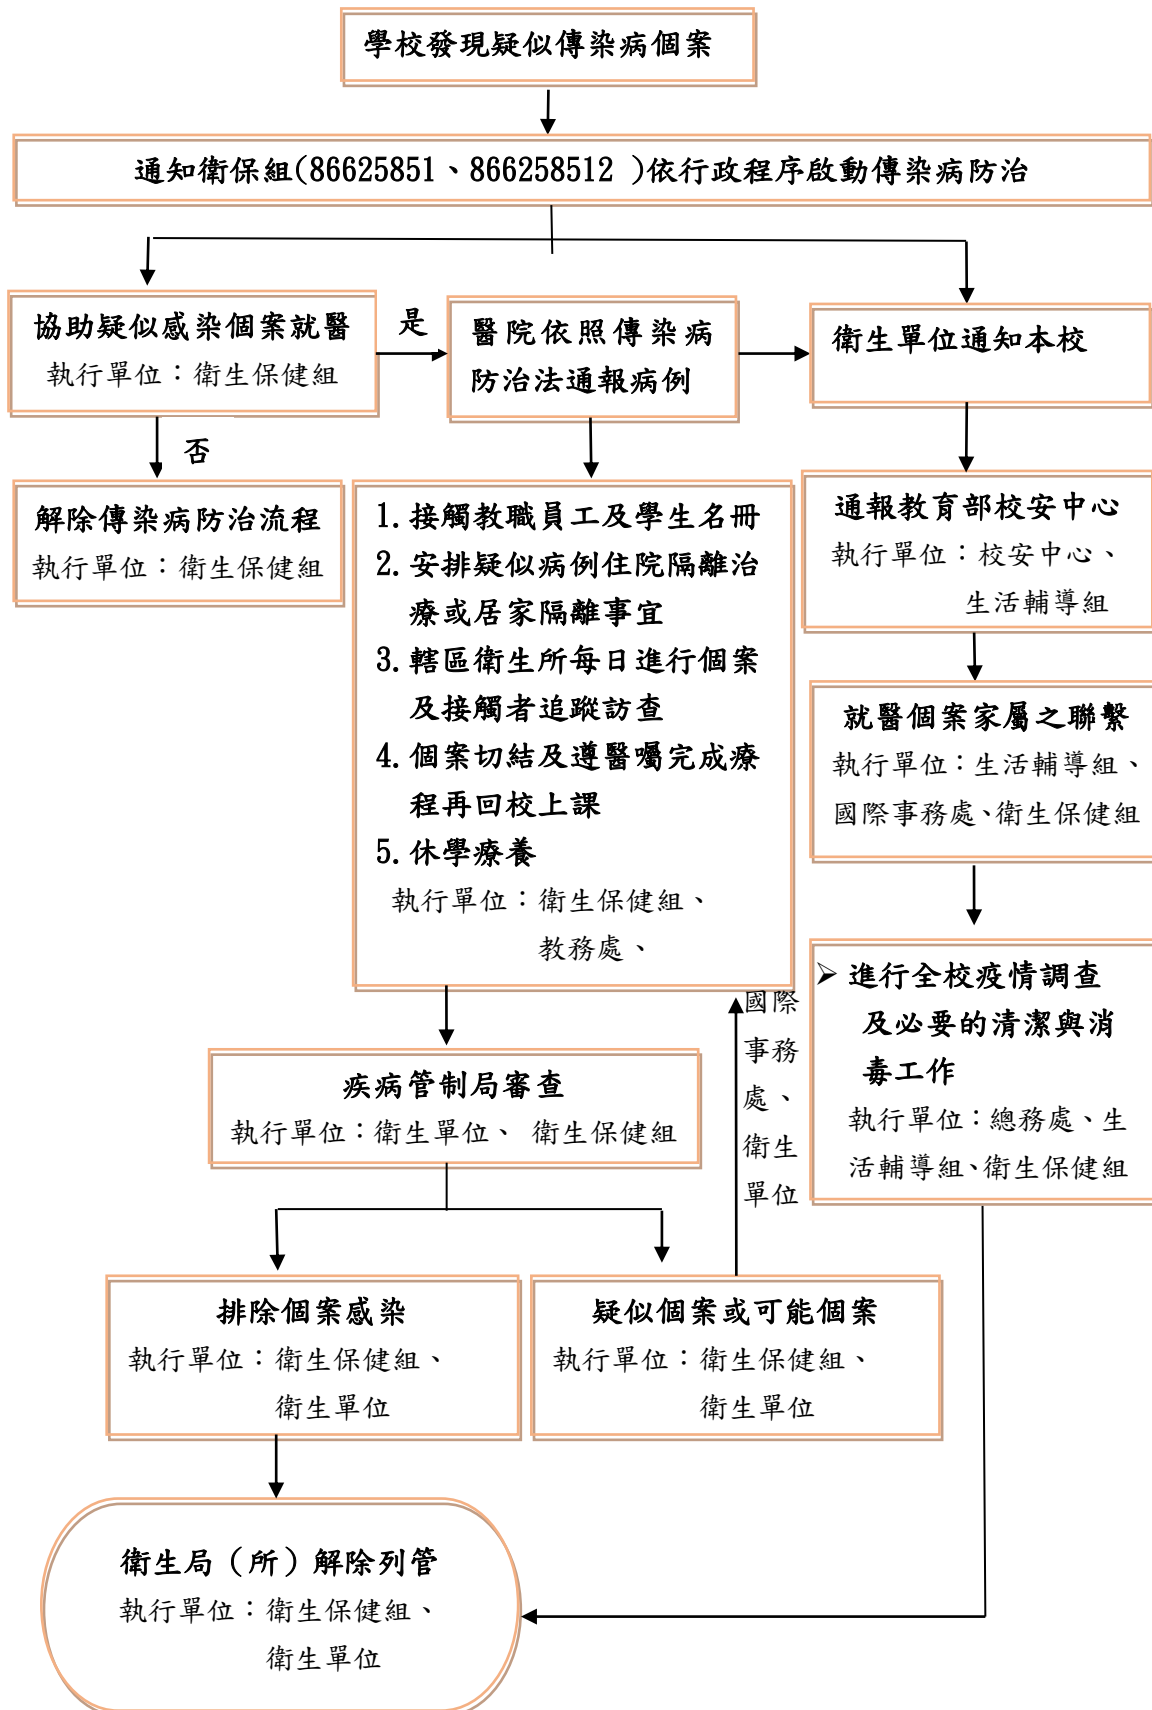 學校發現疑似傳染病個案
通知衛保組(86625851、866258512 )依行政程序啟動傳染病防治
協助疑似感染個案就醫
執行單位：衛生保健組
是
醫院依照傳染病
防治法通報病例
衛生單位通知本校
否
解除傳染病防治流程
執行單位：衛生保健組
1.接觸教職員工及學生名冊
2.安排疑似病例住院隔離治
療或居家隔離事宜
3.轄區衛生所每日進行個案
及接觸者追蹤訪查
4.個案切結及遵醫囑完成療
程再回校上課
5.休學療養
執行單位：衛生保健組、
教務處、
國際
事務
處、
衛生
單位
通報教育部校安中心
執行單位：校安中心、
生活輔導組
就醫個案家屬之聯繫
執行單位：生活輔導組、
國際事務處、衛生保健組
➢ 進行全校疫情調查
及必要的清潔與消
毒工作
執行單位：總務處、生
活輔導組、衛生保健組
疾病管制局審查
執行單位：衛生單位、 衛生保健組
排除個案感染
執行單位：衛生保健組、
衛生單位
疑似個案或可能個案
執行單位：衛生保健組、
衛生單位
衛生局（所）解除列管
執行單位：衛生保健組、
衛生單位